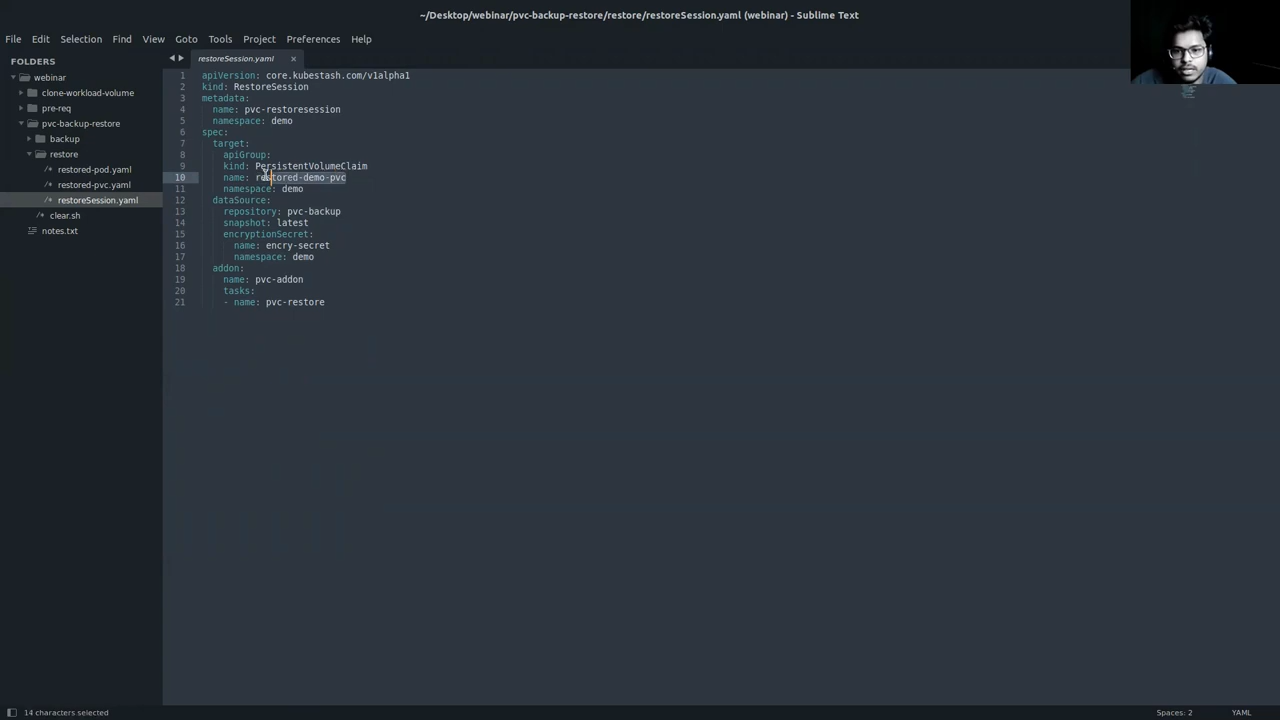 ~/Desktop/webinar/pvc-backup-restore/restore/restoreSession.yaml (webinar) - Sublime Text
File Edit Selection Find View Goto Tools Project Preferences Help
FOLDERS
webinar
clone-workload-volume
pre-req
pvc-backup-restore
backup
restore
restored-pod.yaml
restored-pvc.yaml
restoreSession.yaml
clear.sh
notes.txt
restoreSession.yaml
1 apiVersion: core.kubestash.com/v1alpha1
2 kind: RestoreSession
3 metadata:
4 name: pvc-restoresession
5 namespace: demo
6 spec:
7 target:
8 apiGroup:
9 kind: PersistentVolumeClaim
10 name: restored-demo-pvc
11 namespace: demo
12 dataSource:
13 repository: pvc-backup
14 snapshot: latest
15 encryptionSecret:
16 name: encry-secret
17 namespace: demo
18 addon:
19 name: pvc-addon
20 tasks:
21 - name: pvc-restore
14 characters selected
Spaces: 2
YAML